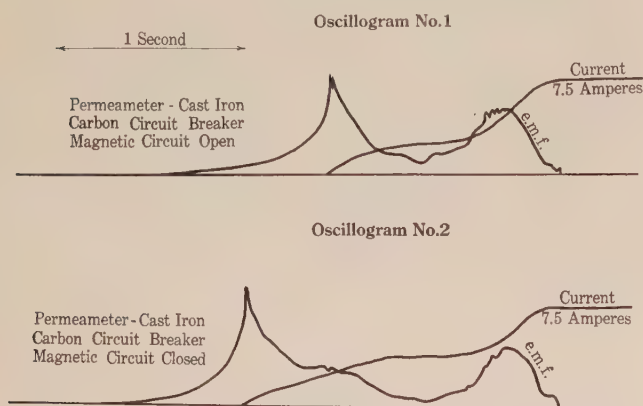 Oscillogram No.1
1 Second
Current
7.5 Amperes
Permeameter - Cast Iron
Carbon Circuit Breaker
Magnetic Circuit Open
e.m.f.
Oscillogram No.2
Current
7.5 Amperes
Permeameter - Cast Iron
Carbon Circuit Breaker
Magnetic Circuit Closed
e.m.f.